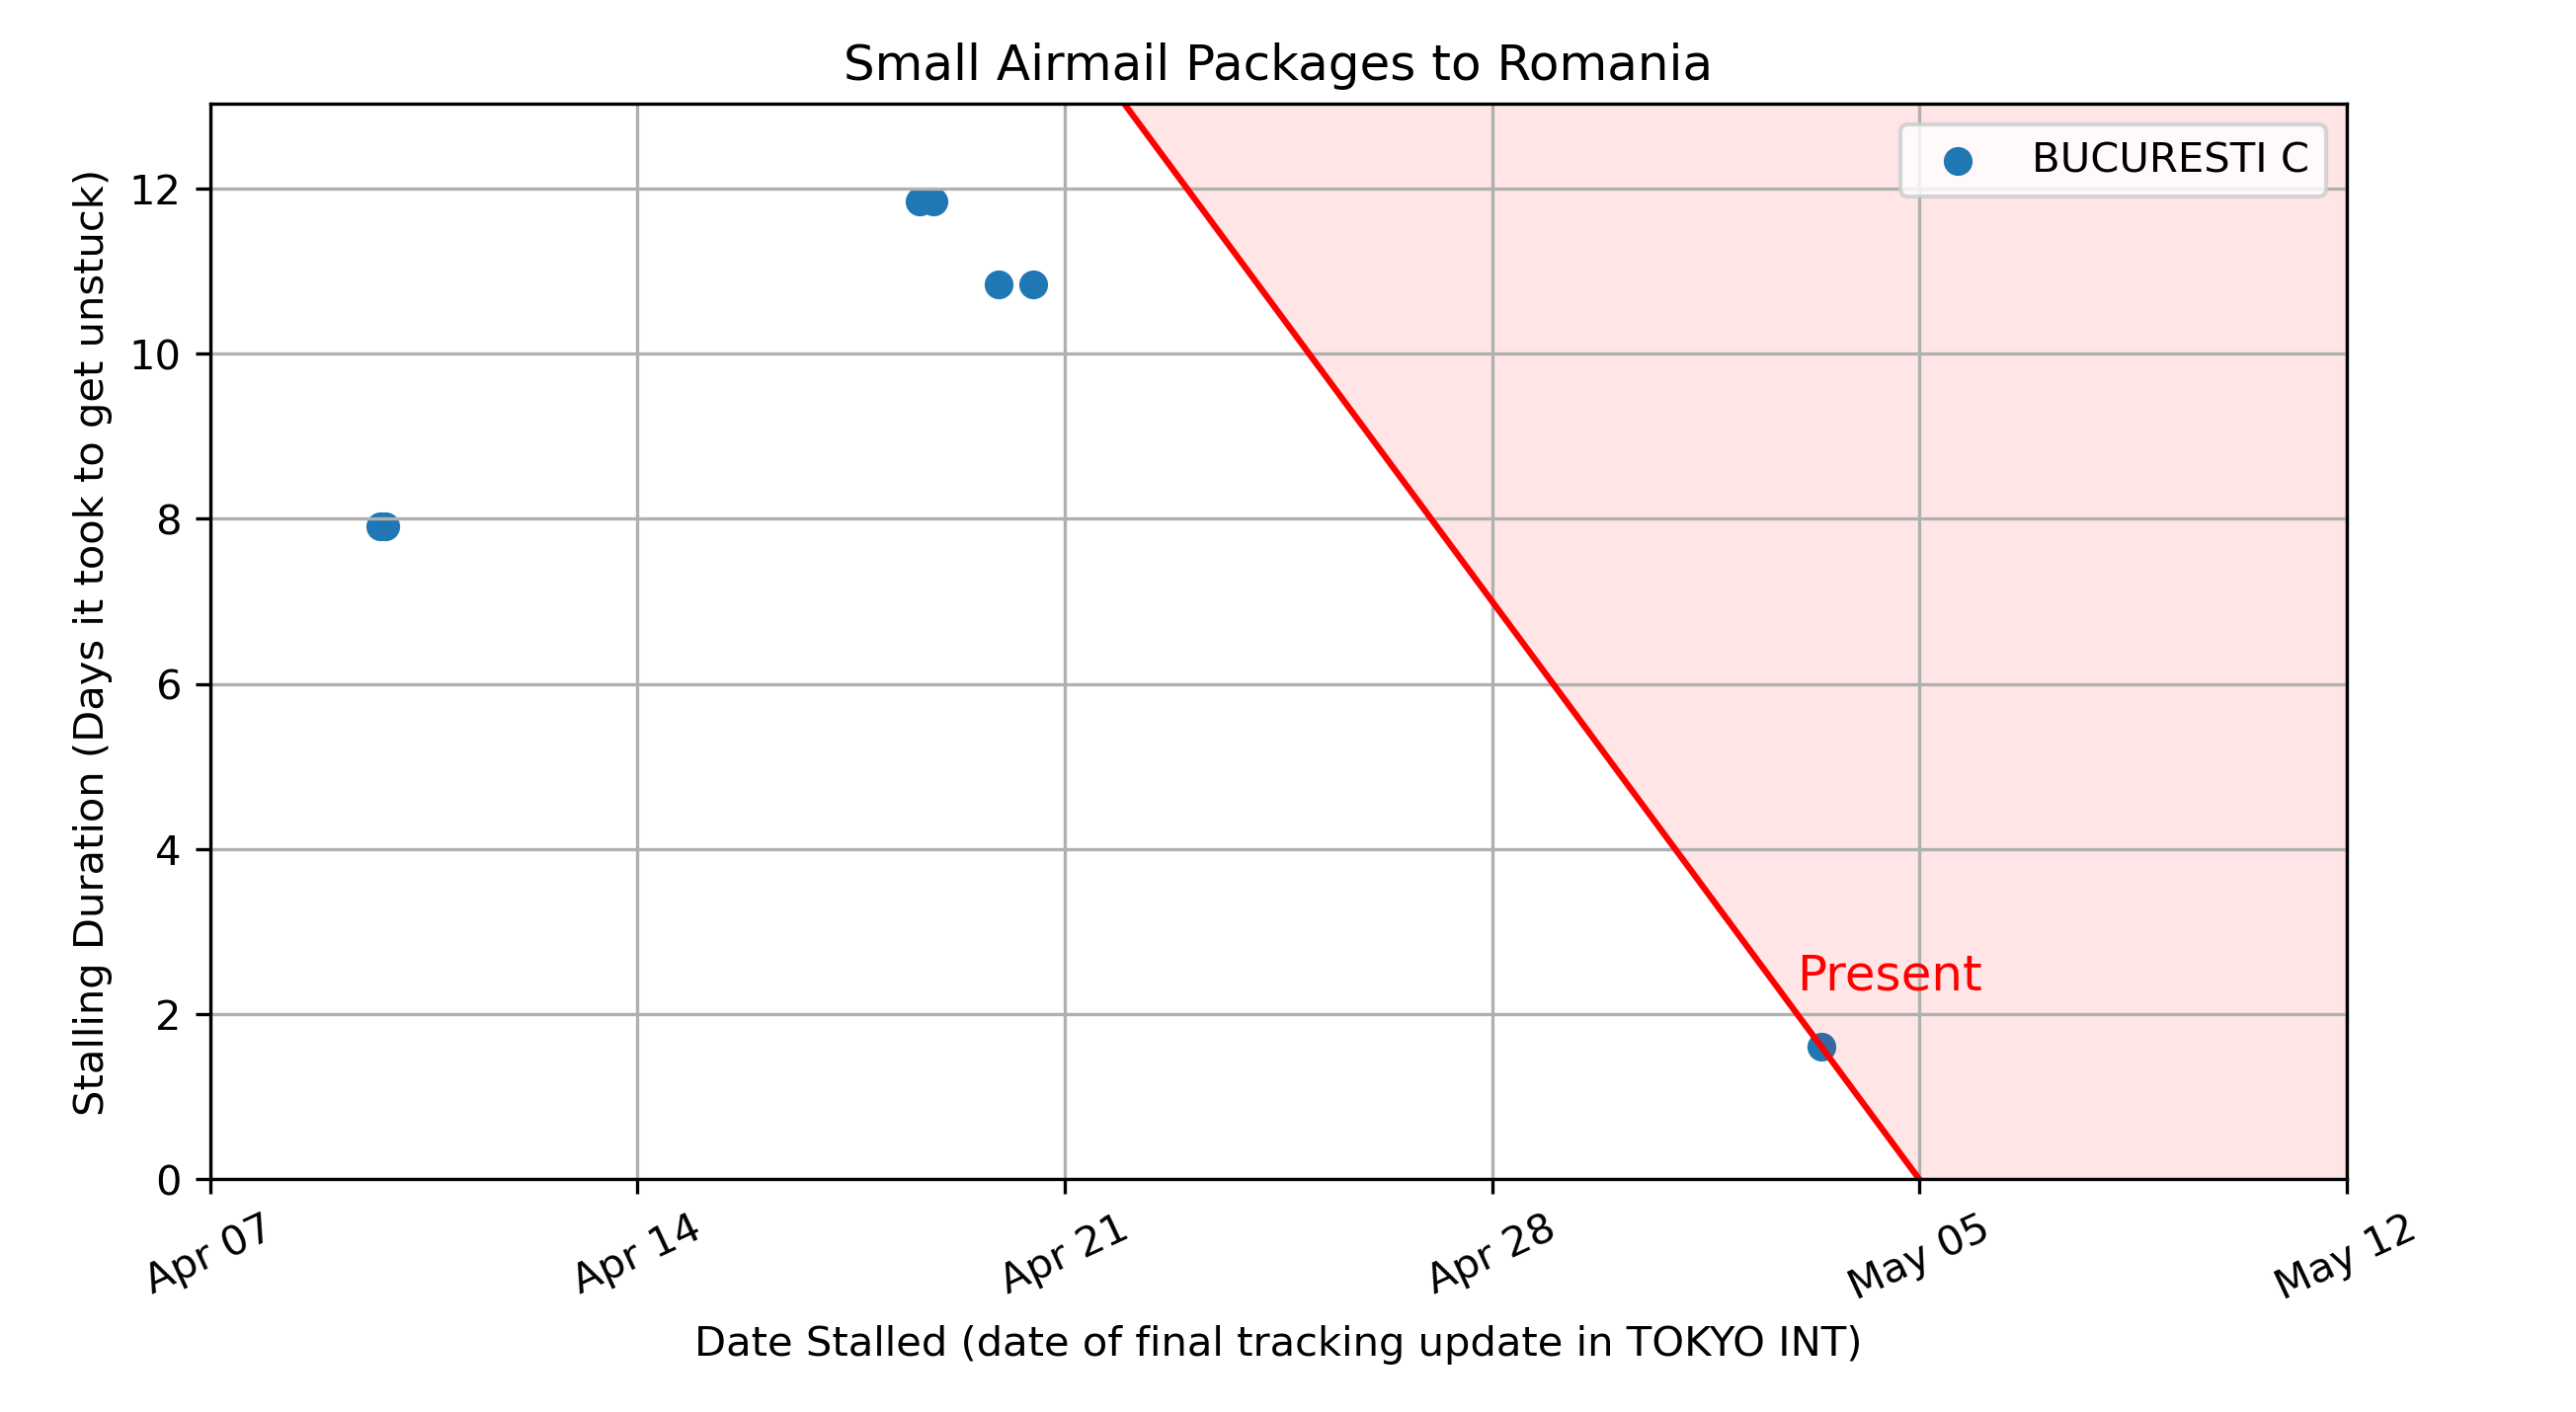 Small Airmail Packages to Romania
BUCURESTI C
Stalling Duration (Days it took to get unstuck)
12
10
8
6
4
2
0
Present
Apr 07
Apr 14
Apr 21
Apr 28
May 05
May 12
Date Stalled (date of final tracking update in TOKYO INT)